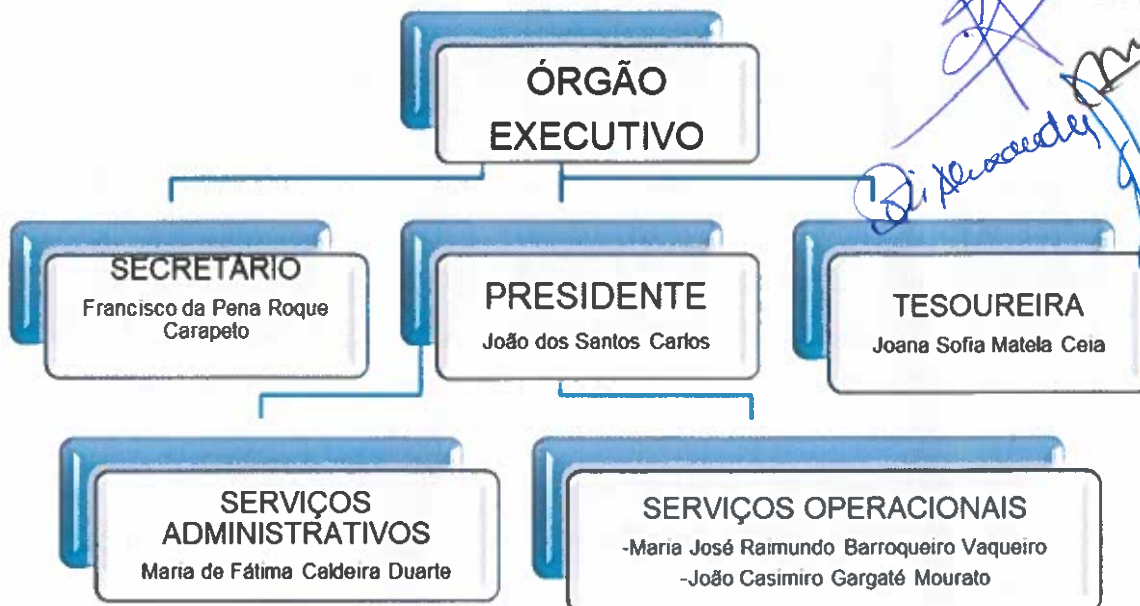 ÓRGÃO
EXECUTIVO
SECRETÁRIO
Francisco da Pena Roque
Carapeto
PRESIDENTE
João dos Santos Carlos
TESOUREIRA
Joana Sofia Matela Ceia
SERVIÇOS
ADMINISTRATIVOS
Maria de Fátima Caldeira Duarte
SERVIÇOS OPERACIONAIS
-Maria José Raimundo Barroqueiro Vaqueiro
-João Casimiro Gargaté Mourato